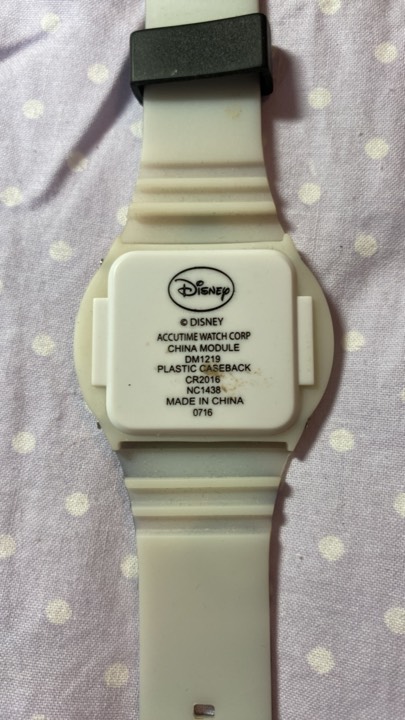 Disney
© DISNEY
ACCUTIME WATCH CORP
CHINA MODULE
DM1219
PLASTIC CASEBACK
CR2016
NC1438
MADE IN CHINA
0716